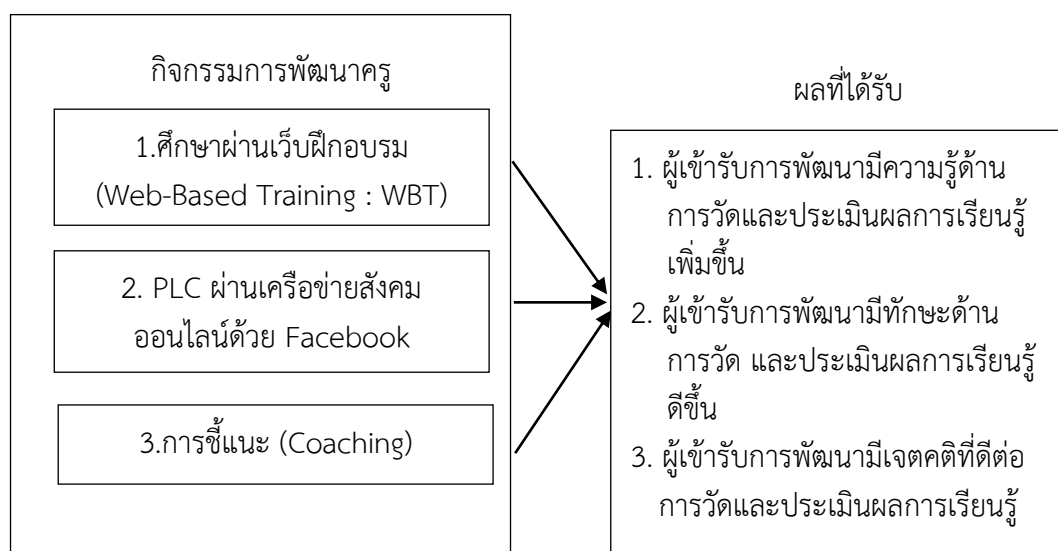 กิจกรรมการพัฒนาครู
1.ศึกษาผ่านเว็บฝึกอบรม
(Web-Based Training : WBT)
2. PLC ผ่านเครือข่ายสังคม
ออนไลน์ด้วย Facebook
3.การชี้แนะ (Coaching)
ผลที่ได้รับ
1. ผู้เข้ารับการพัฒนามีความรู้ด้าน
การวัดและประเมินผลการเรียนรู้
เพิ่มขึ้น
2. ผู้เข้ารับการพัฒนามีทักษะด้าน
การวัด และประเมินผลการเรียนรู้
ดีขึ้น
3. ผู้เข้ารับการพัฒนามีเจตคติที่ดีต่อ
การวัดและประเมินผลการเรียนรู้